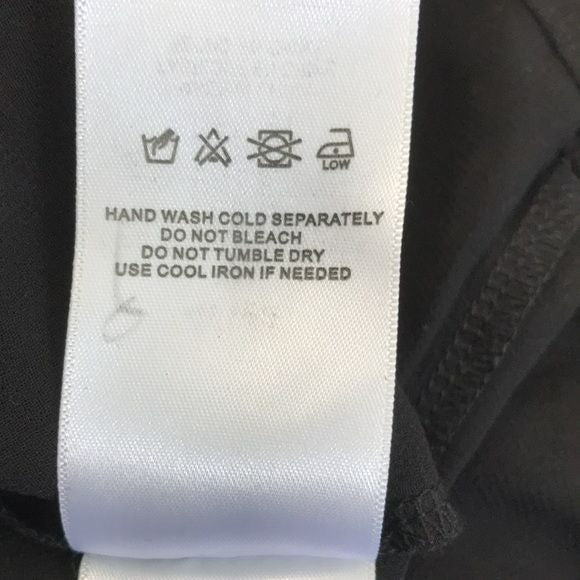 LOW
HAND WASH COLD SEPARATELY
DO NOT BLEACH
DO NOT TUMBLE DRY
USE COOL IRON IF NEEDED